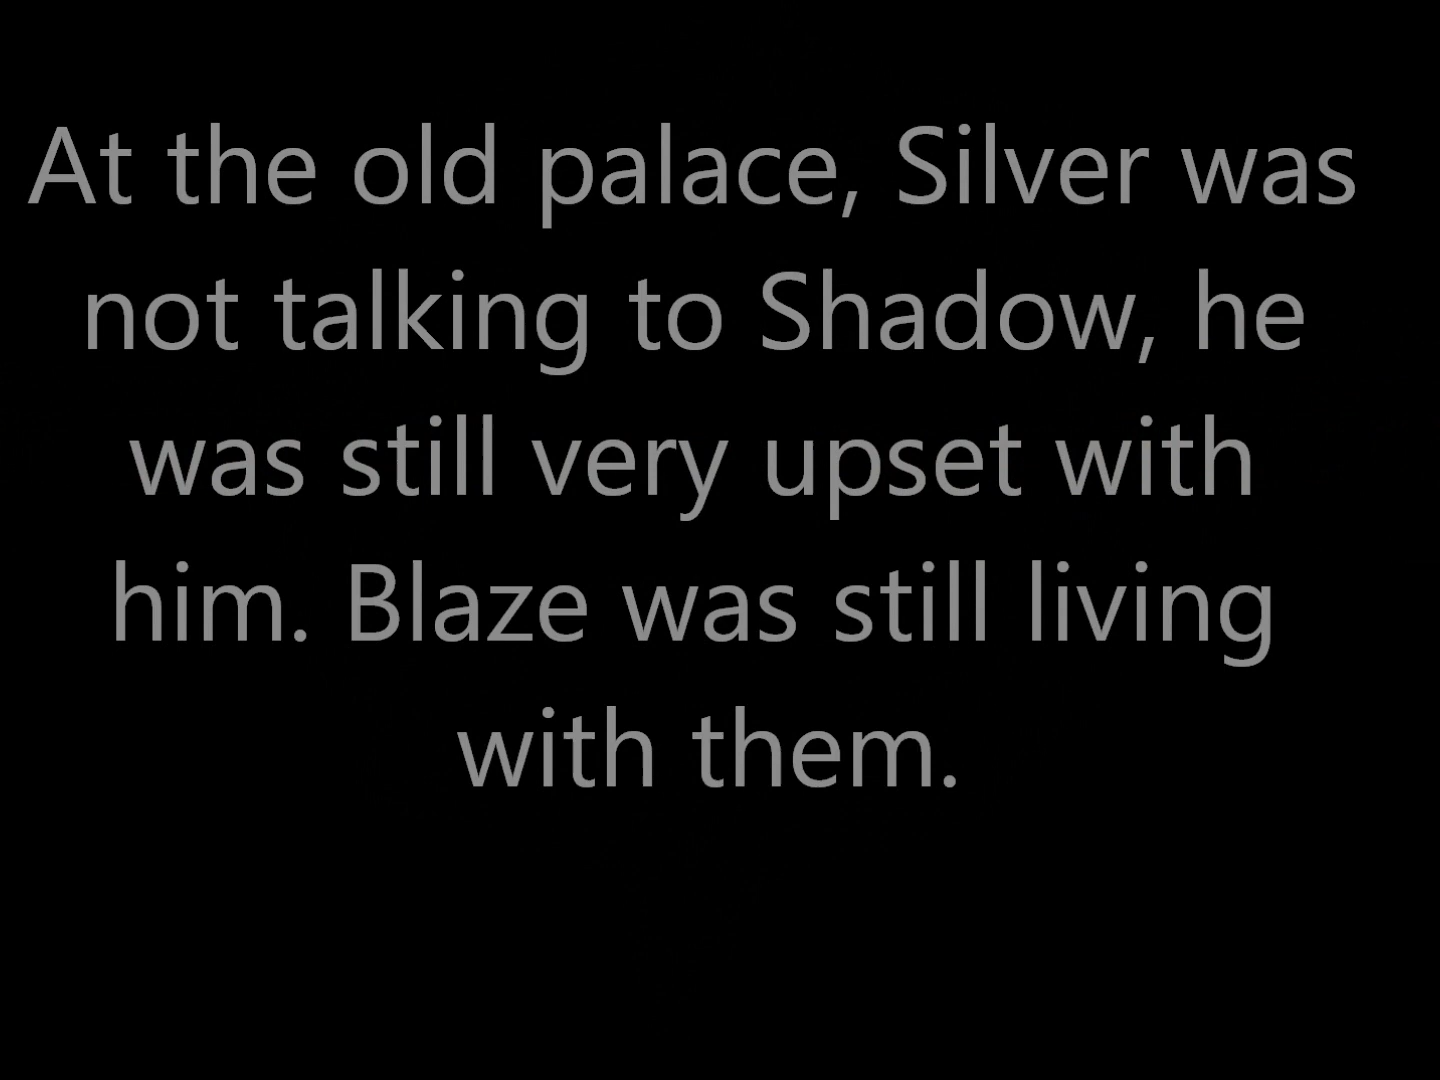 At the old palace, Silver was
not talking to Shadow, he
was still very upset with
him. Blaze was still living
with them.